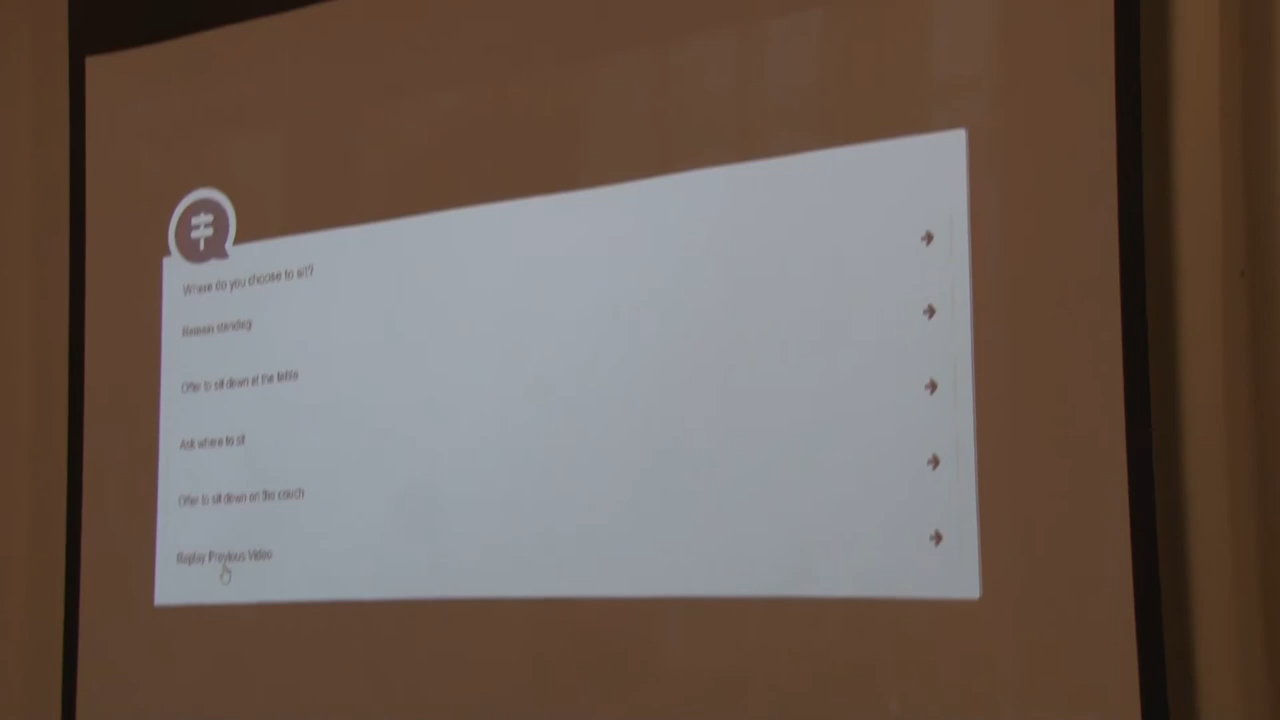 Where do you choose to sit?
Remain standing
Offer to sit down at the table
Ask where to sit
Offer to sit down on the couch
Replay Previous Video